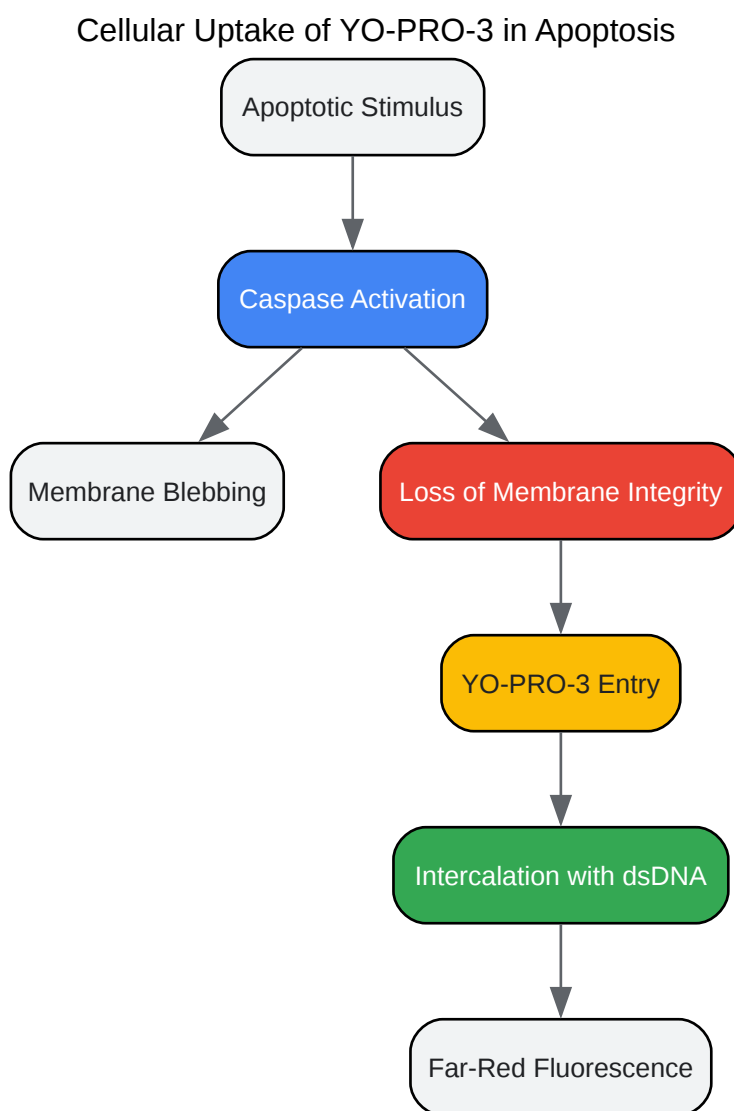 Cellular Uptake of YO-PRO-3 in Apoptosis
Apoptotic Stimulus
Caspase Activation
Membrane Blebbing
Loss of Membrane Integrity
YO-PRO-3 Entry
Intercalation with dsDNA
Far-Red Fluorescence